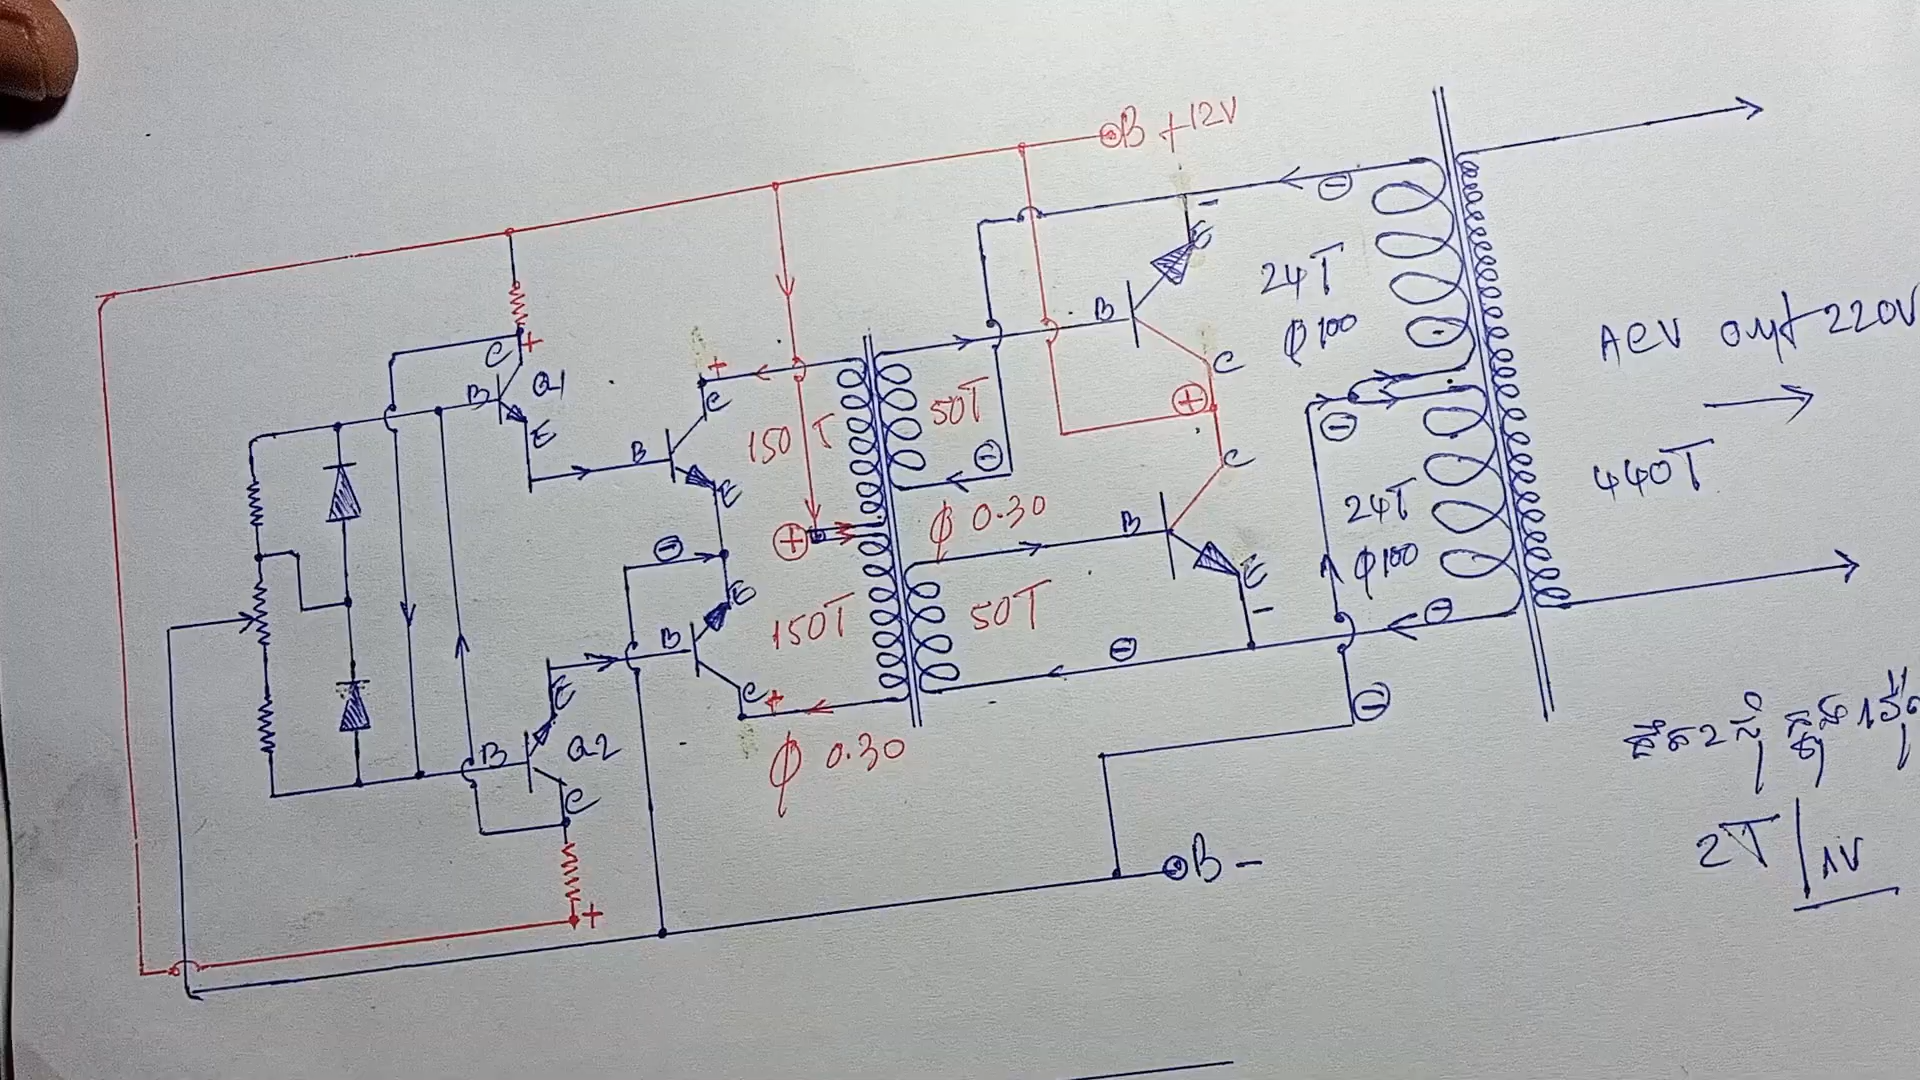 B +12V
C
+
B
Q1
E
+
C
B
E
150T
+
⊖
E
B
C
+
150T
φ 0.30
50T
⊖
φ 0.30
50T
⊖
B
-
E
C
+
C
B
E
-
⊖
24T
φ100
⊖
24T
φ100
⊖
⊖
ACV out 220V
440T
E
B
Q2
C
+
B -
2T / 1V